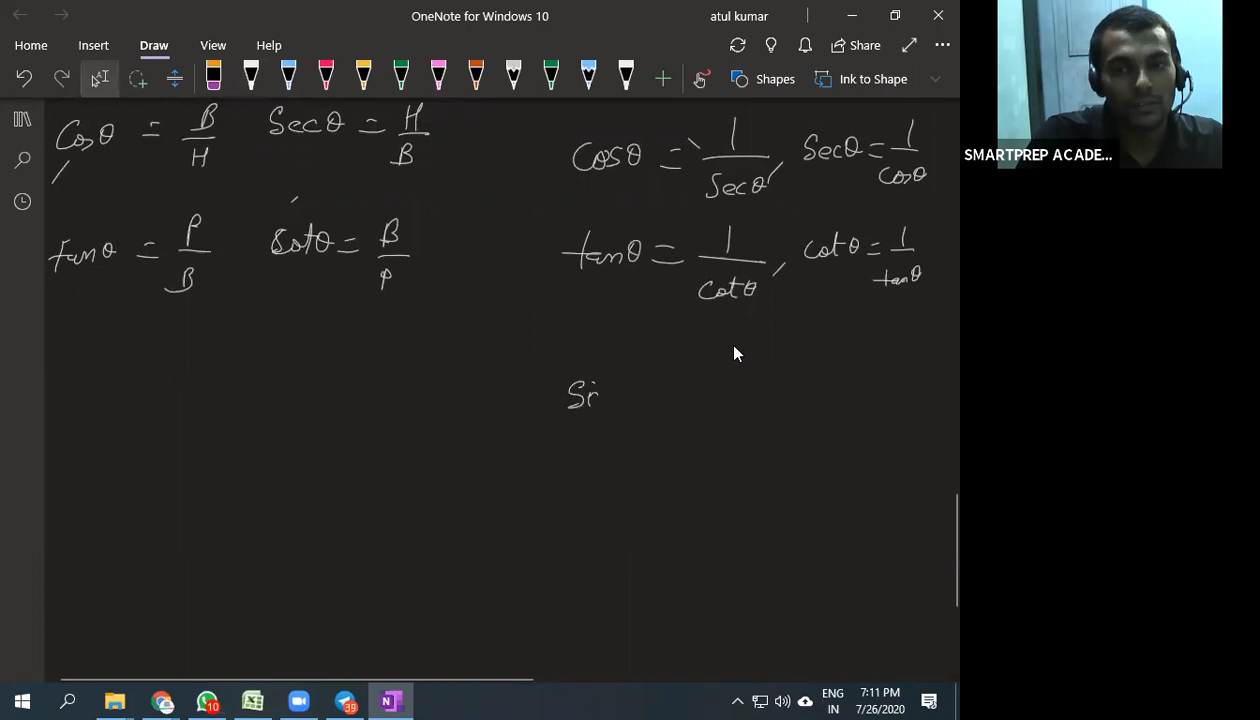 OneNote for Windows 10
atul kumar
Home Insert Draw View Help
Share
Shapes
Ink to Shape
Cosθ = B/H Secθ = H/B
tanθ = P/B Cotθ = B/P
Cosθ = 1/Secθ, Secθ = 1/Cosθ
tanθ = 1/Cotθ, Cotθ = 1/tanθ
Si
SMARTPREP ACADE...
10
39
ENG
IN
7:11 PM
7/26/2020